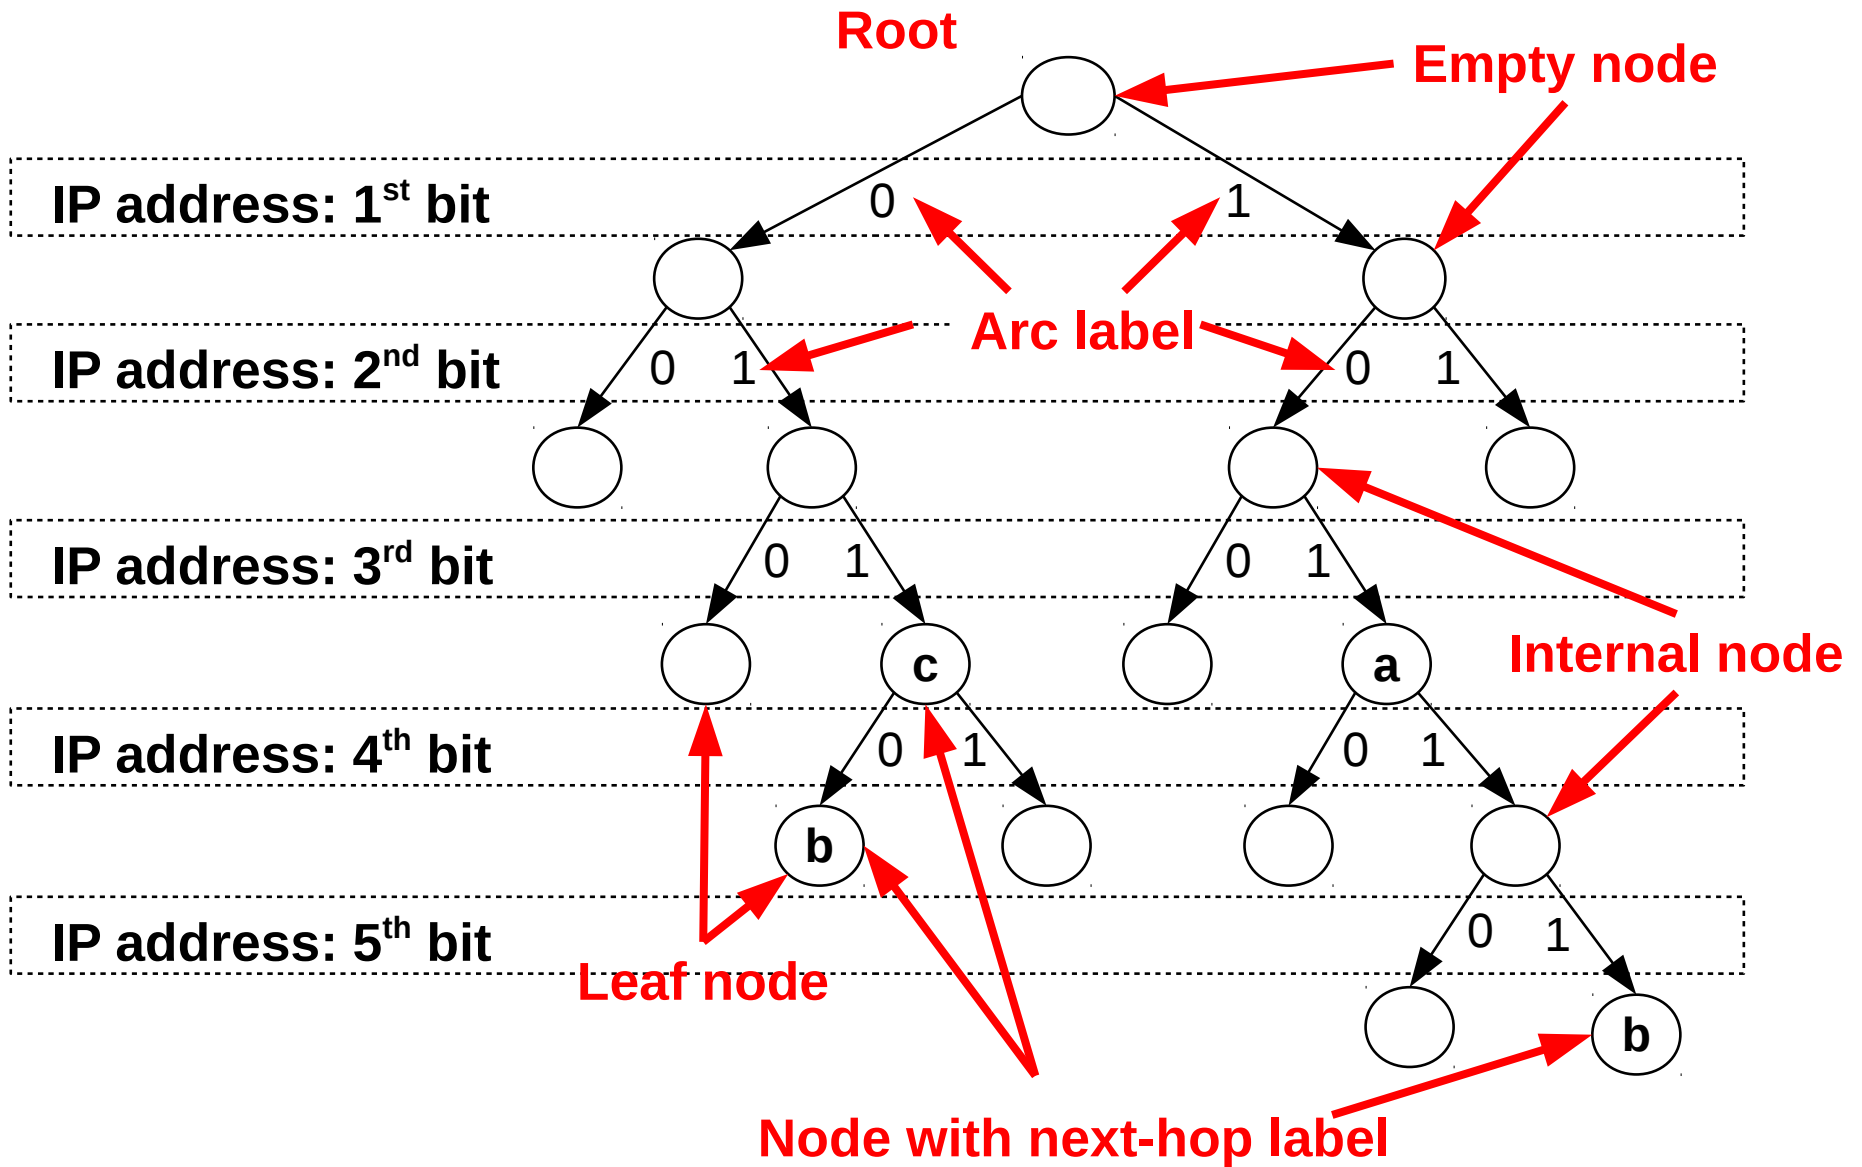 Root
Empty node
IP address: 1st bit
0
1
Arc label
IP address: 2nd bit
0 1
0 1
IP address: 3rd bit
0 1
0 1
c
a
Internal node
IP address: 4th bit
0 1
0 1
b
IP address: 5th bit
0 1
Leaf node
b
Node with next-hop label